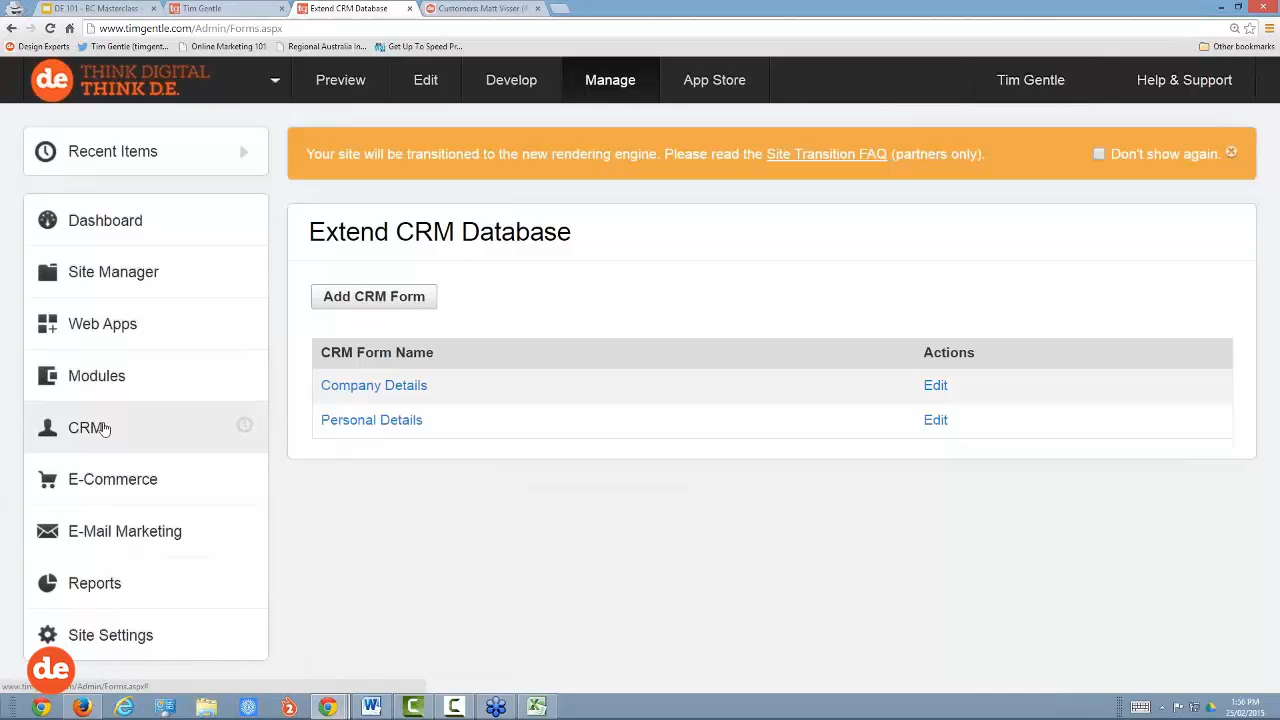 DE 101 - BC Masterclass
Tim Gentle
Extend CRM Database
Customers Matt Visser (
www.timgentle.com/Admin/Forms.aspx
Design Experts
Tim Gentle (timgent...
Online Marketing 101
Regional Australia In...
Get Up To Speed Pr...
Other bookmarks
de
THINK DIGITAL
THINK D.E.
Preview
Edit
Develop
Manage
App Store
Tim Gentle
Help & Support
Recent Items
Your site will be transitioned to the new rendering engine. Please read the Site Transition FAQ (partners only).
Don't show again.
Dashboard
Site Manager
Web Apps
Modules
CRM
E-Commerce
E-Mail Marketing
Reports
Site Settings
Extend CRM Database
Add CRM Form
CRM Form Name Actions
Company Details Edit
Personal Details Edit
de
1:56 PM
25/02/2015